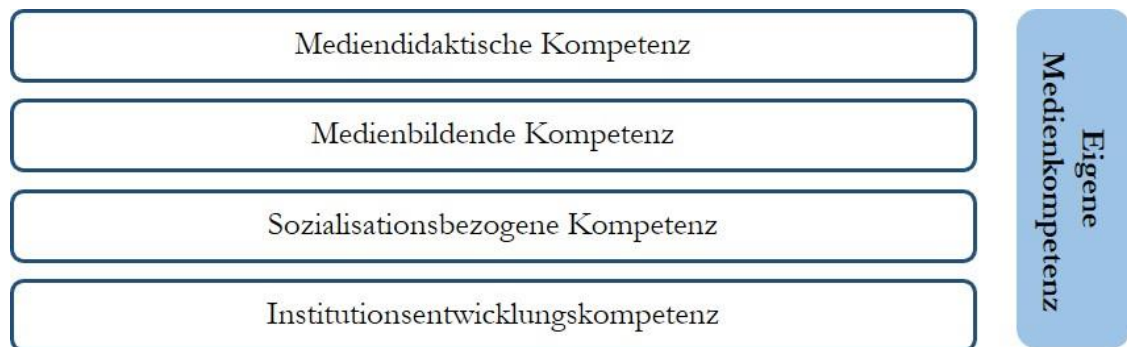 Mediendidaktische Kompetenz
Medienbildende Kompetenz
Sozialisationsbezogene Kompetenz
Institutionsentwicklungskompetenz
Eigene
Medienkompetenz